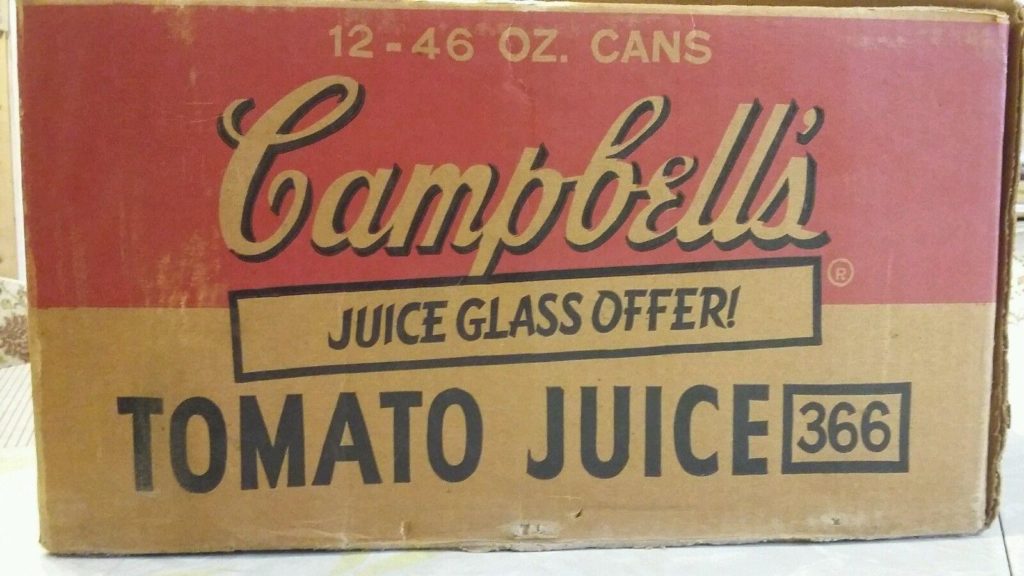 12-46 OZ. CANS
Campbell's ®
JUICE GLASS OFFER!
TOMATO JUICE 366